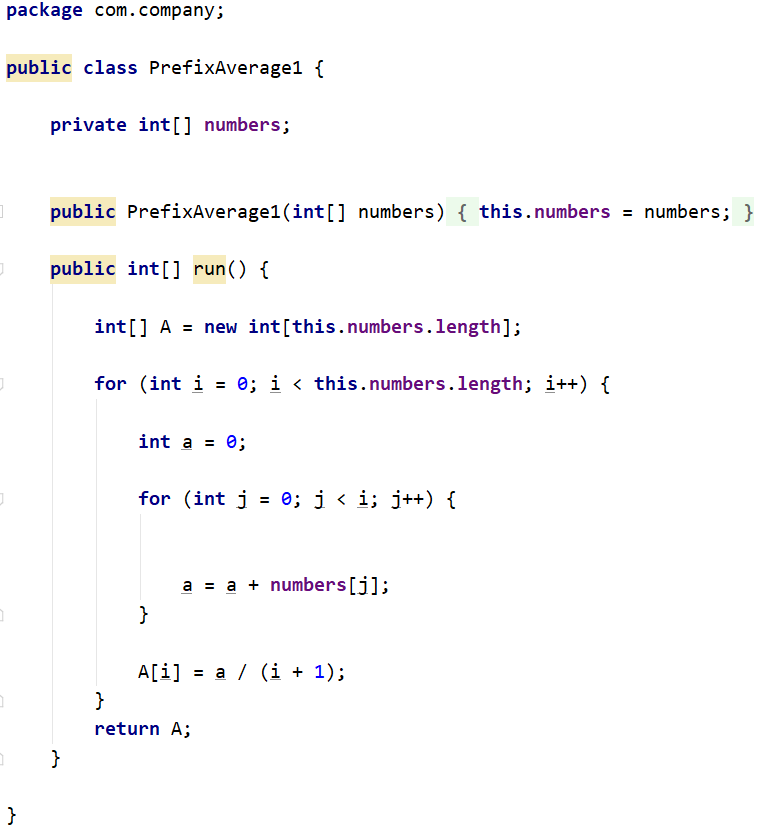 package com.company;
public class PrefixAverage1 {
private int[] numbers;
public PrefixAverage1(int[] numbers) { this.numbers = numbers; }
public int[] run() {
int[] A = new int[this.numbers.length];
for (int i = 0; i < this.numbers.length; i++) {
int a = 0;
for (int j = 0; j < i; j++) {
a = a + numbers[j];
}
A[i] = a / (i + 1);
}
return A;
}
}